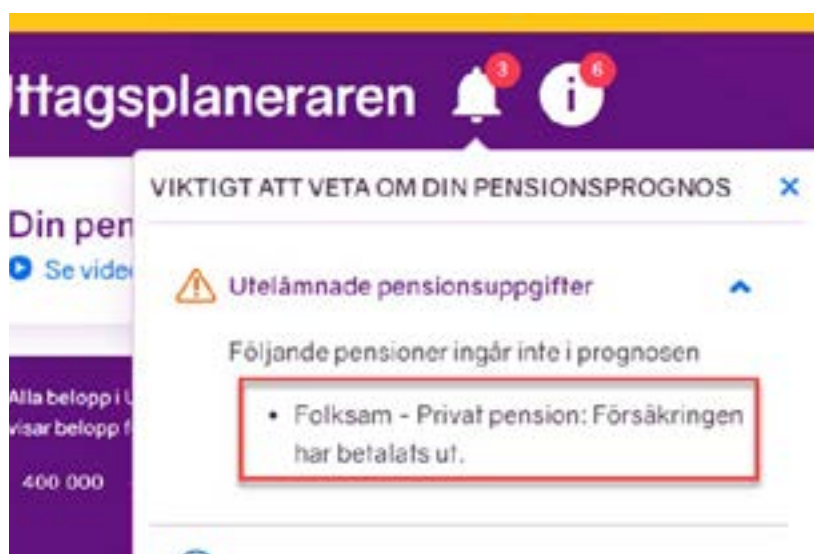 ttagsplaneraren
3
i
6
VIKTIGT ATT VETA OM DIN PENSIONSPROGNOS
Din pen
Se video
Utelämnade pensionsuppgifter
Följande pensioner ingår inte i prognosen
Alla belopp i U
visar belopp f
• Folksam - Privat pension: Försäkringen
har betalats ut.
400 000